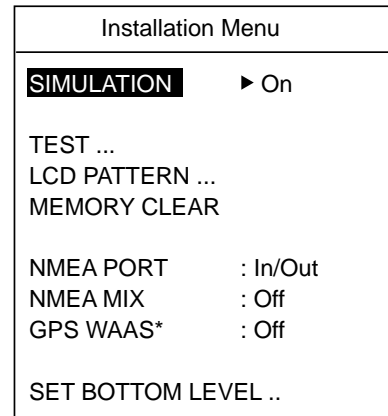 Installation Menu
SIMULATION ▶ On
TEST ...
LCD PATTERN ...
MEMORY CLEAR
NMEA PORT : In/Out
NMEA MIX : Off
GPS WAAS* : Off
SET BOTTOM LEVEL ..